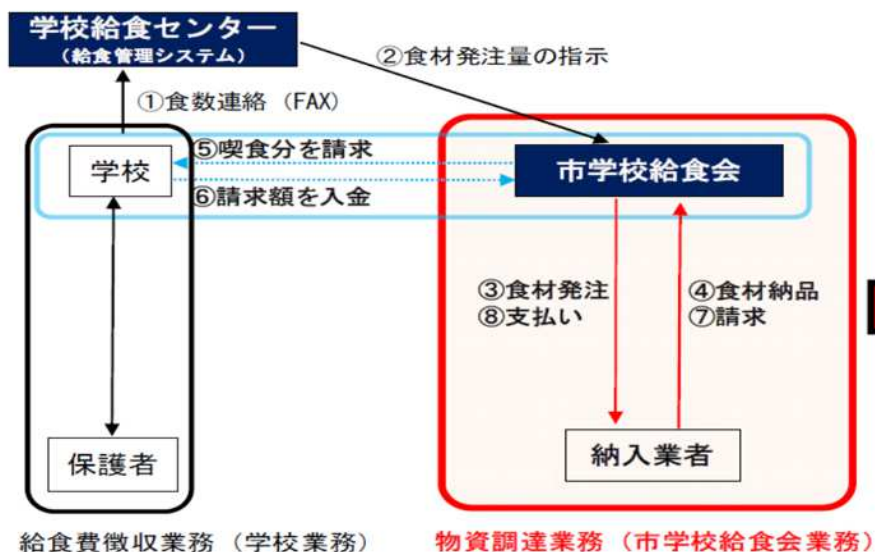 学校給食センター
（給食管理システム）
②食材発注量の指示
①食数連絡（FAX）
⑤喫食分を請求
学校
市学校給食会
⑥請求額を入金
③食材発注
⑧支払い
④食材納品
⑦請求
保護者
納入業者
給食費徴収業務（学校業務）
物資調達業務（市学校給食会業務）